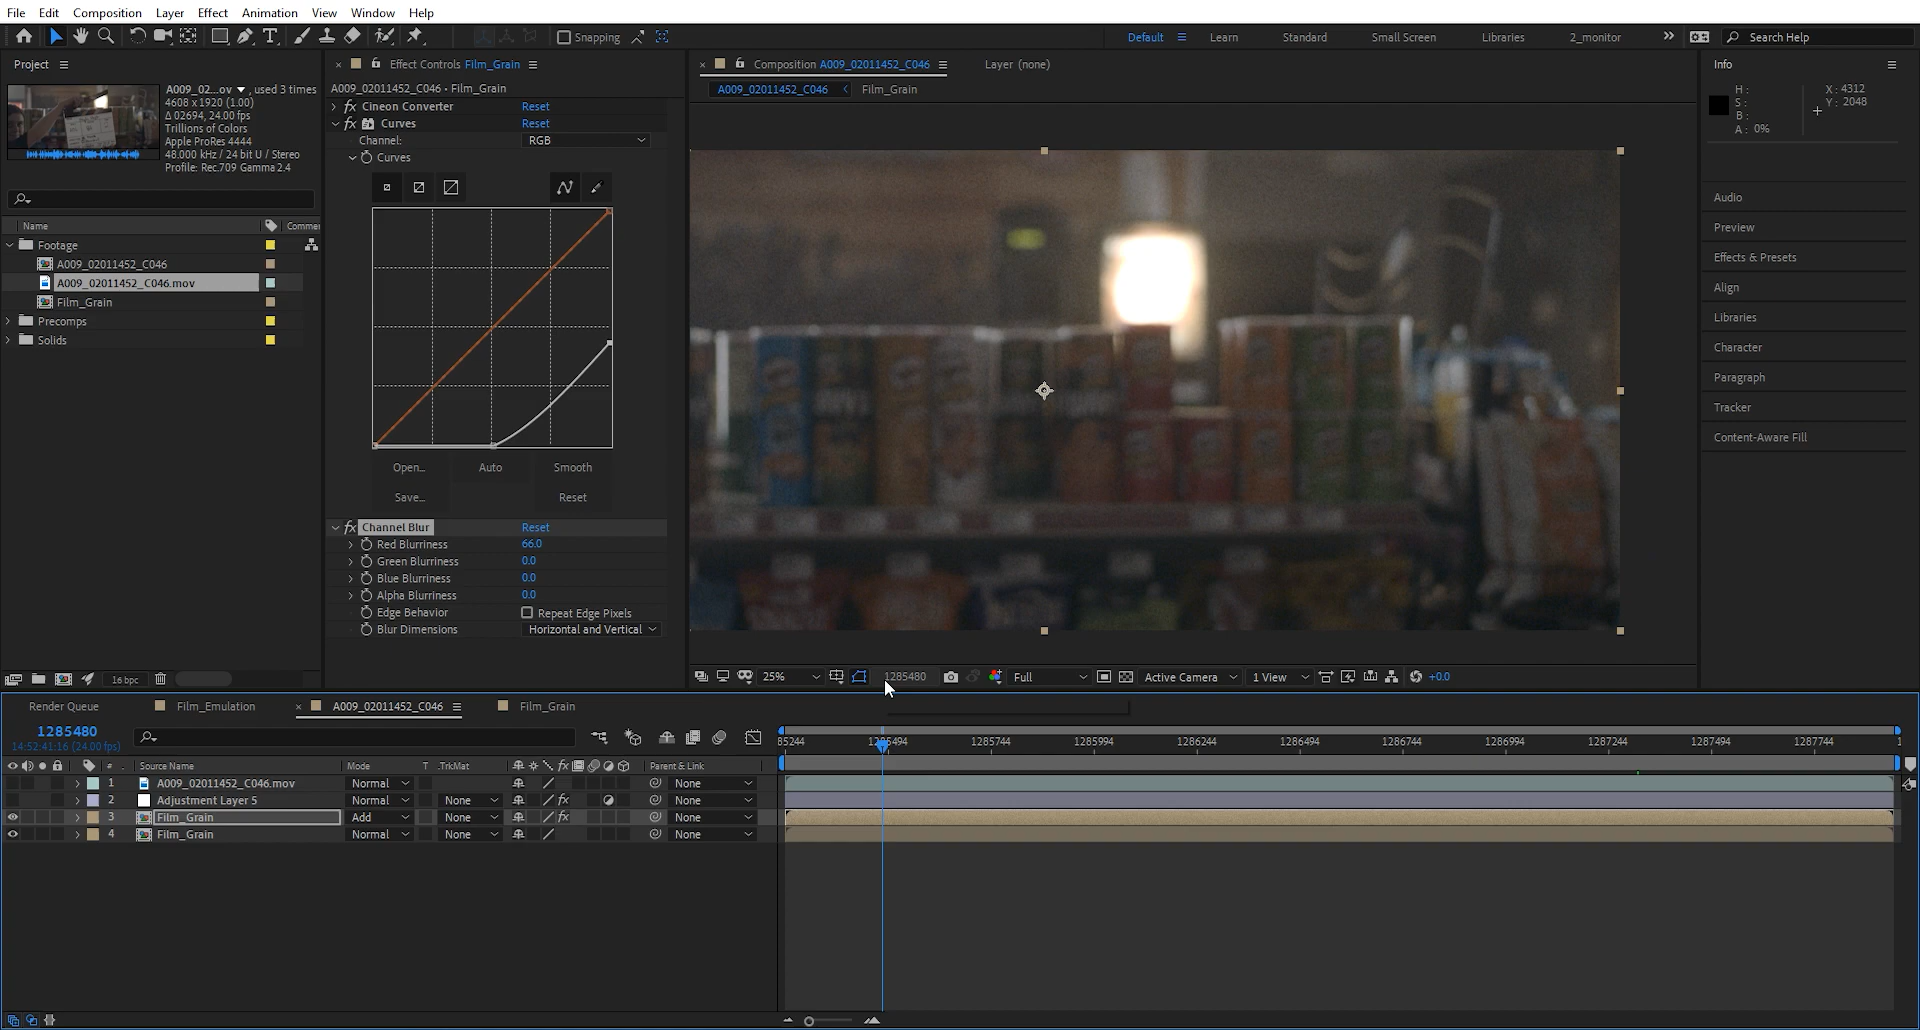 File Edit Composition Layer Effect Animation View Window Help
Snapping
Default Learn Standard Small Screen Libraries 2_monitor
Search Help
Project
A009_02...ov , used 3 times
4608 x 1920 (1.00)
Δ 02694, 24.00 fps
Trillions of Colors
Apple ProRes 4444
48.000 kHz / 24 bit U / Stereo
Profile: Rec.709 Gamma 2.4
Name Comme
Footage
A009_02011452_C046
A009_02011452_C046.mov
Film_Grain
Precomps
Solids
16 bpc
Effect Controls Film_Grain
A009_02011452_C046 • Film_Grain
fx Cineon Converter Reset
fx Curves Reset
Channel: RGB
Curves
Open... Auto Smooth
Save... Reset
fx Channel Blur Reset
Red Blurriness 66.0
Green Blurriness 0.0
Blue Blurriness 0.0
Alpha Blurriness 0.0
Edge Behavior Repeat Edge Pixels
Blur Dimensions Horizontal and Vertical
Composition A009_02011452_C046 Layer (none)
A009_02011452_C046 Film_Grain
25% 1285480 Full Active Camera 1 View +0.0
Info
H:
S:
B:
A: 0%
X: 4312
Y: 2048
Audio
Preview
Effects & Presets
Align
Libraries
Character
Paragraph
Tracker
Content-Aware Fill
Render Queue Film_Emulation A009_02011452_C046 Film_Grain
1285480
14:52:41:16 (24.00 fps)
85244 1285494 1285744 1285994 1286244 1286494 1286744 1286994 1287244 1287494 1287744 1
# Source Name Mode T .TrkMat fx Parent & Link
1 A009_02011452_C046.mov Normal None
2 Adjustment Layer 5 Normal None fx None
3 Film_Grain Add None fx None
4 Film_Grain Normal None None